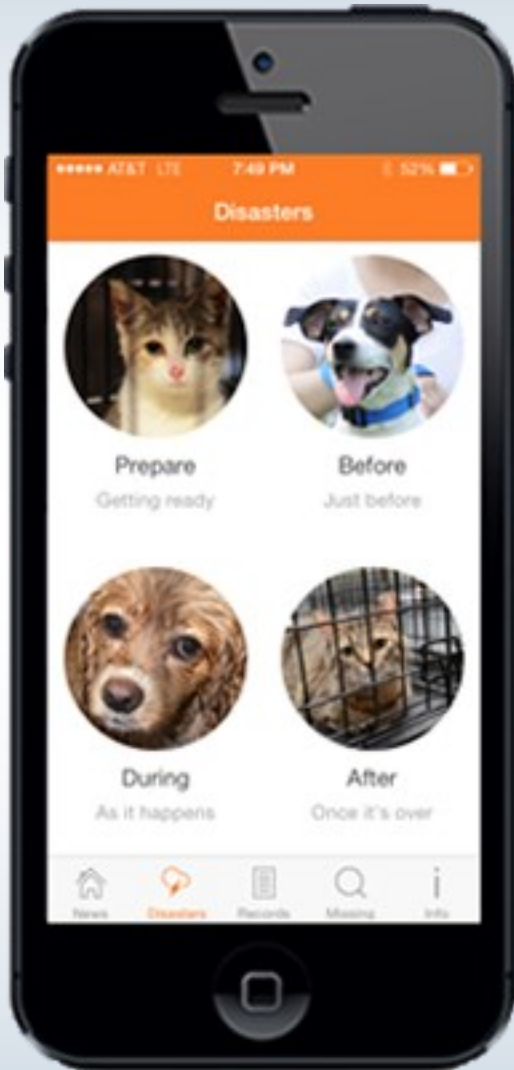 AT&T LTE 7:49 PM 52%
Disasters
Prepare Before
Getting ready Just before
During After
As it happens Once it's over
News Disasters Records Missing Info